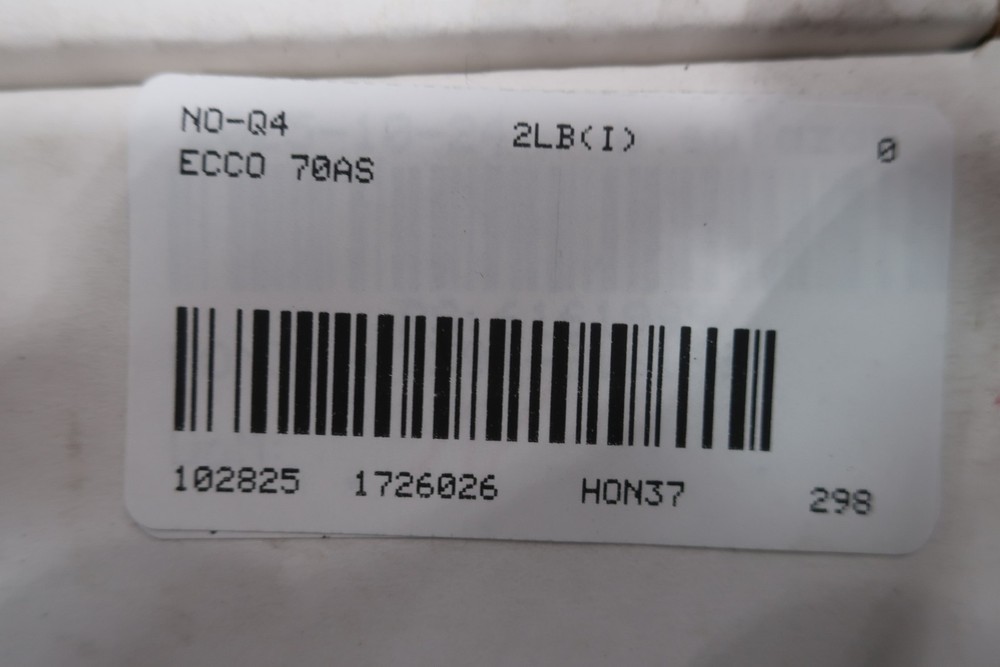 NO-Q4 2LB(I) 0
ECCO 70AS
102825 1726026 HON37 298